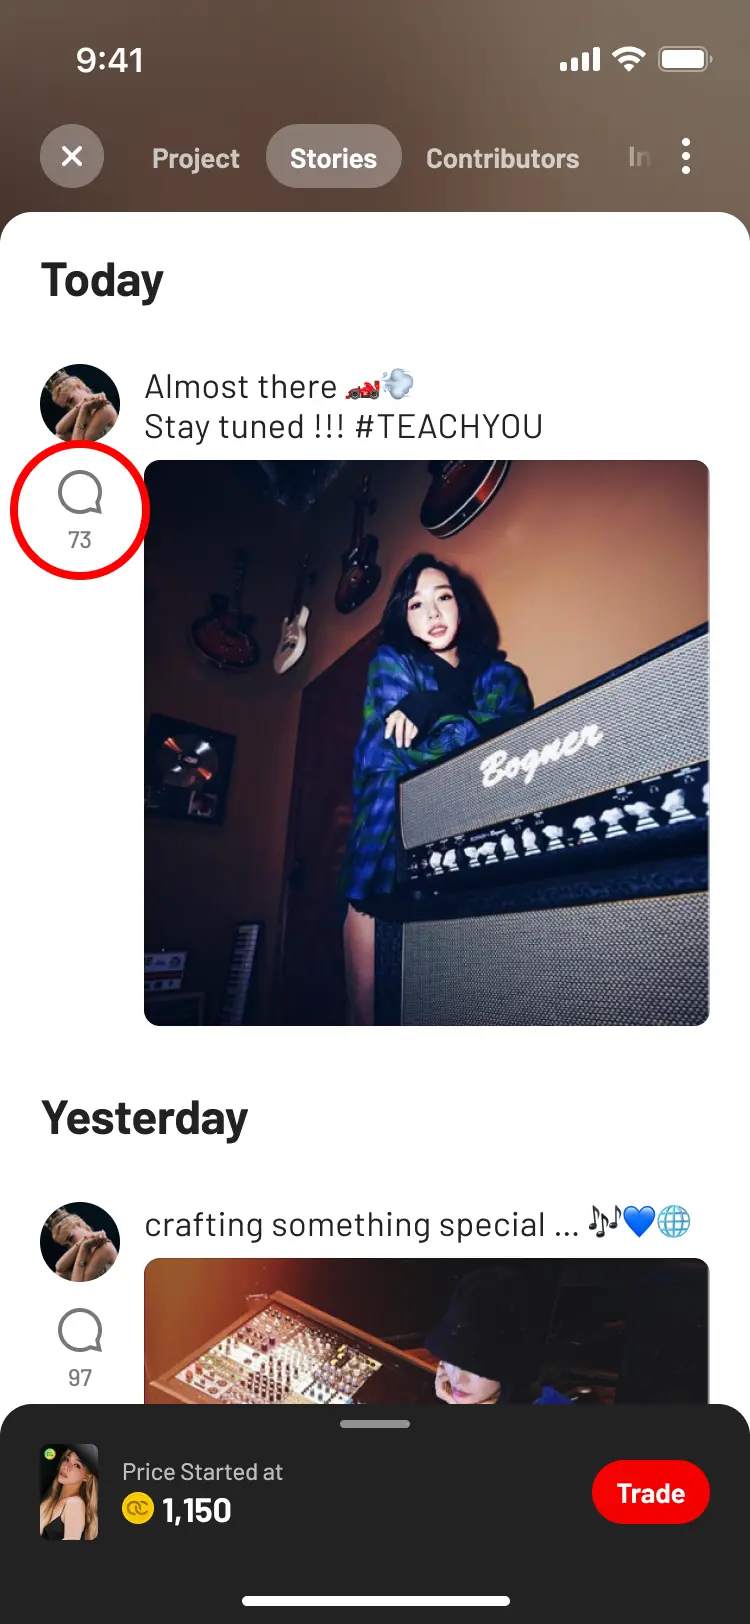 9:41
Project Stories Contributors In
Today
Almost there 🏎️💨
Stay tuned !!! #TEACHYOU
73
Bogner
Yesterday
crafting something special ... 🎶💙🌐
97
Price Started at
1,150
Trade